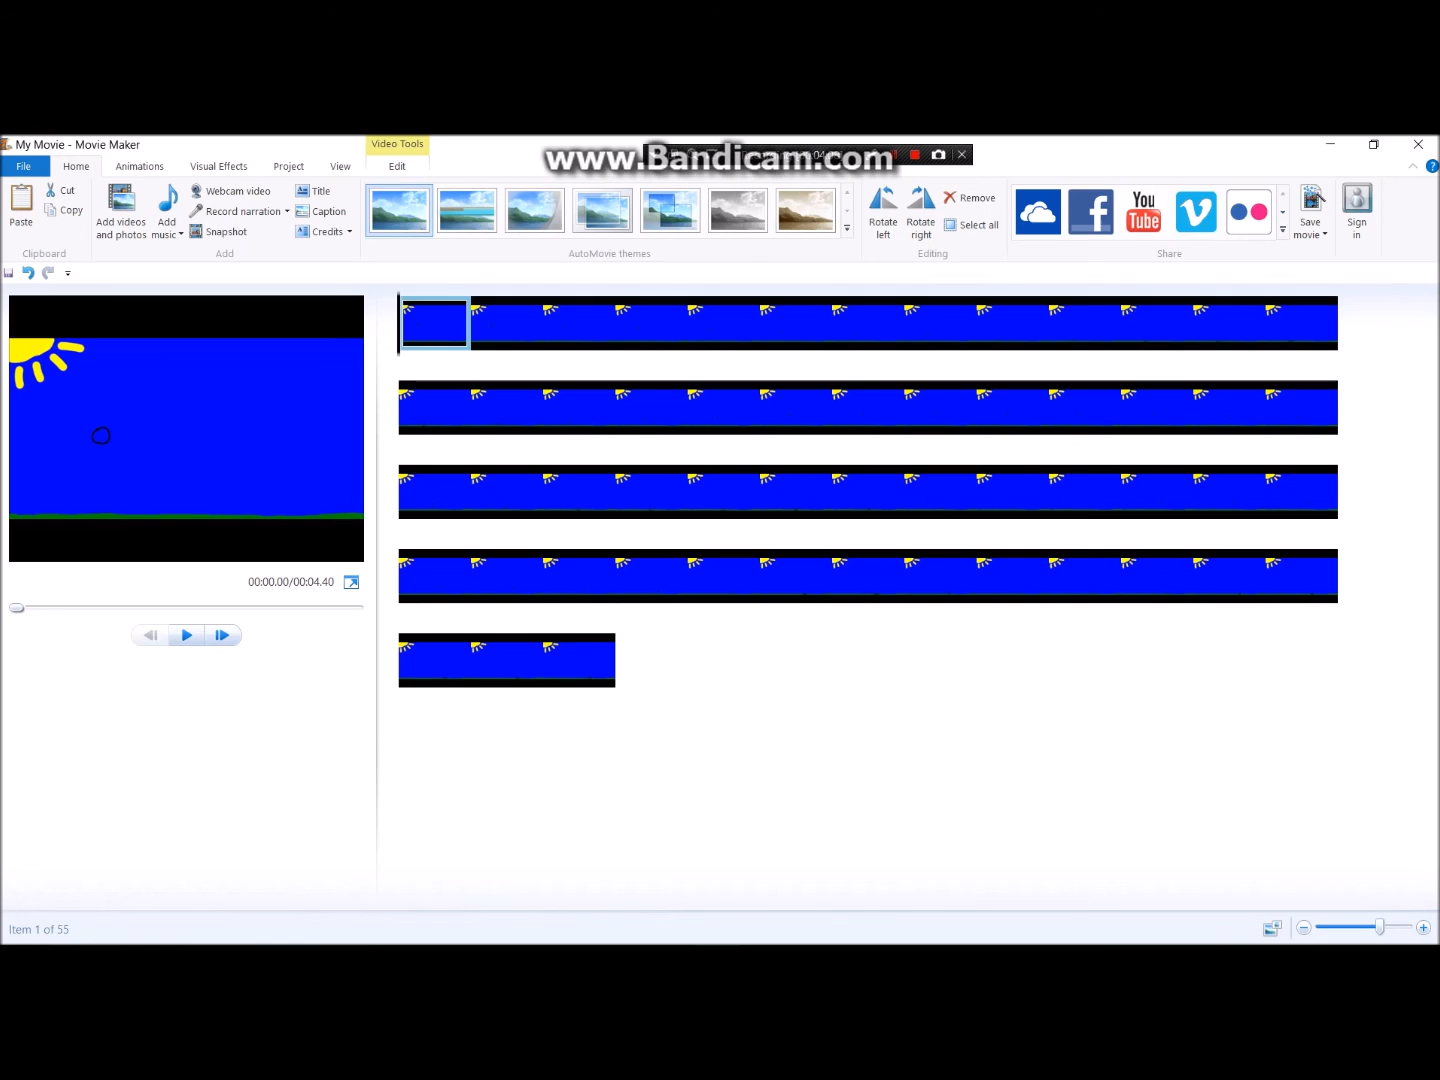 My Movie - Movie Maker
Video Tools
www.Bandicam.com
File
Home
Animations
Visual Effects
Project
View
Edit
Paste
Cut
Copy
Clipboard
Add videos
and photos
Add
music
Webcam video
Record narration
Snapshot
Title
Caption
Credits
Add
AutoMovie themes
Rotate
left
Rotate
right
Remove
Select all
Editing
You
Tube
Share
Save
movie
Sign
in
00:00.00/00:04.40
Item 1 of 55